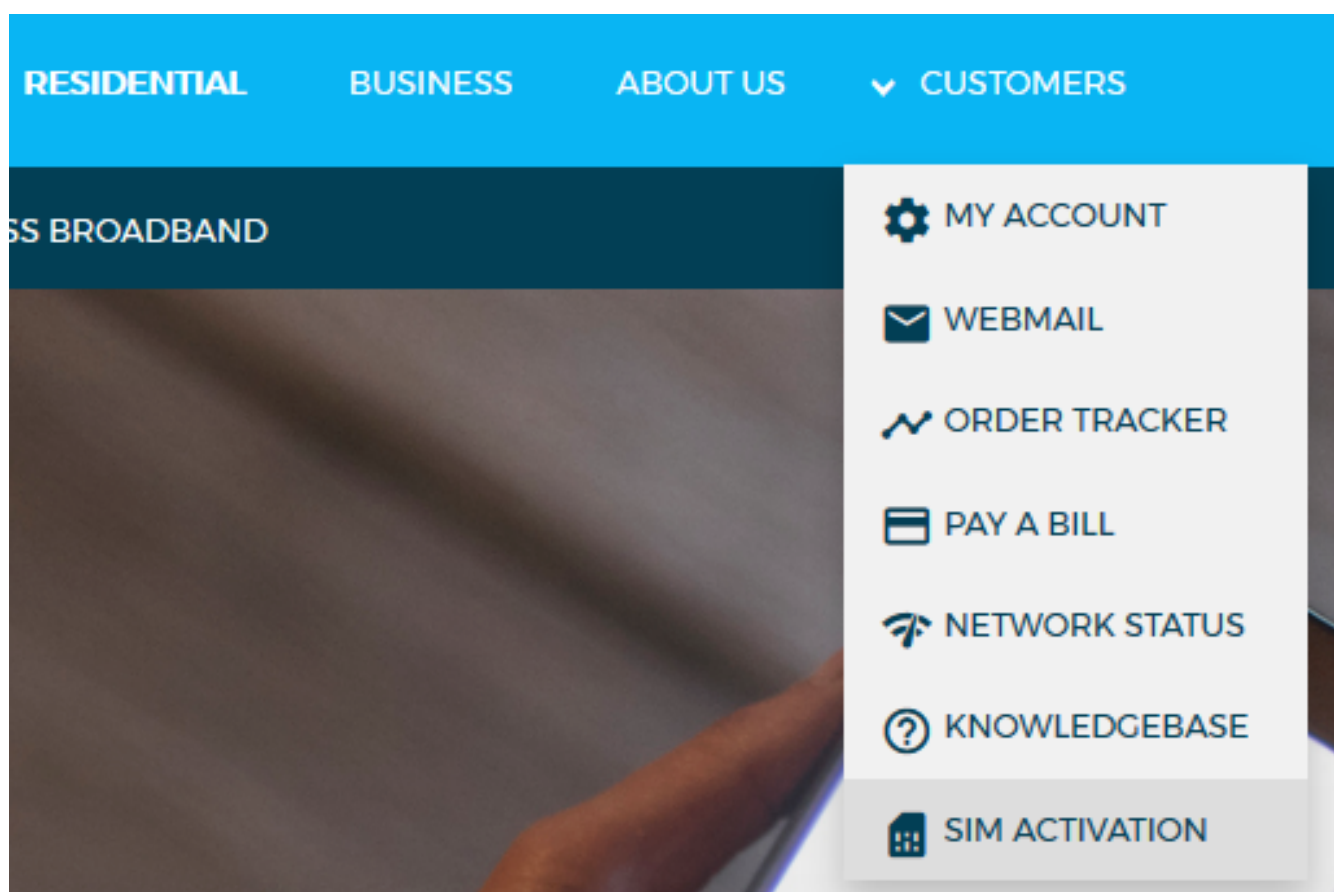 RESIDENTIAL BUSINESS ABOUT US CUSTOMERS
SS BROADBAND
MY ACCOUNT
WEBMAIL
ORDER TRACKER
PAY A BILL
NETWORK STATUS
KNOWLEDGEBASE
SIM ACTIVATION